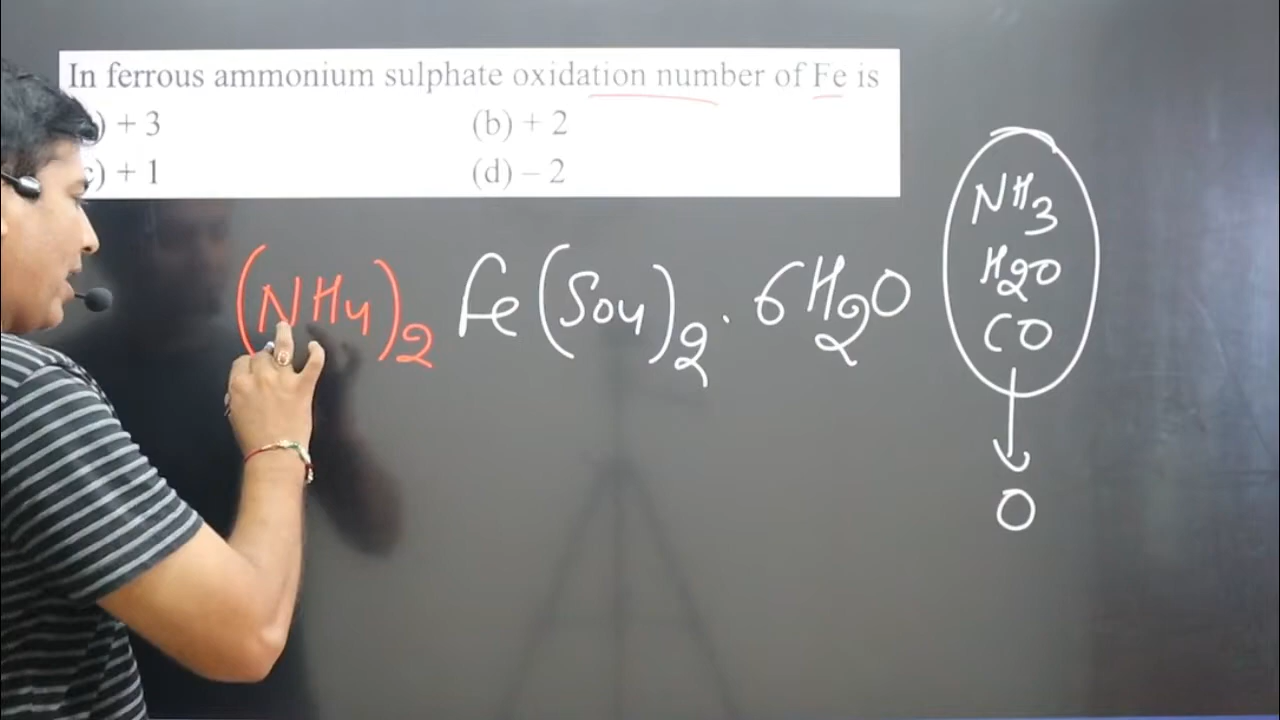 In ferrous ammonium sulphate oxidation number of Fe is
) + 3 (b) + 2
) + 1 (d) – 2
(NH4)2 Fe(SO4)2 . 6H2O
NH3
H2O
CO
O